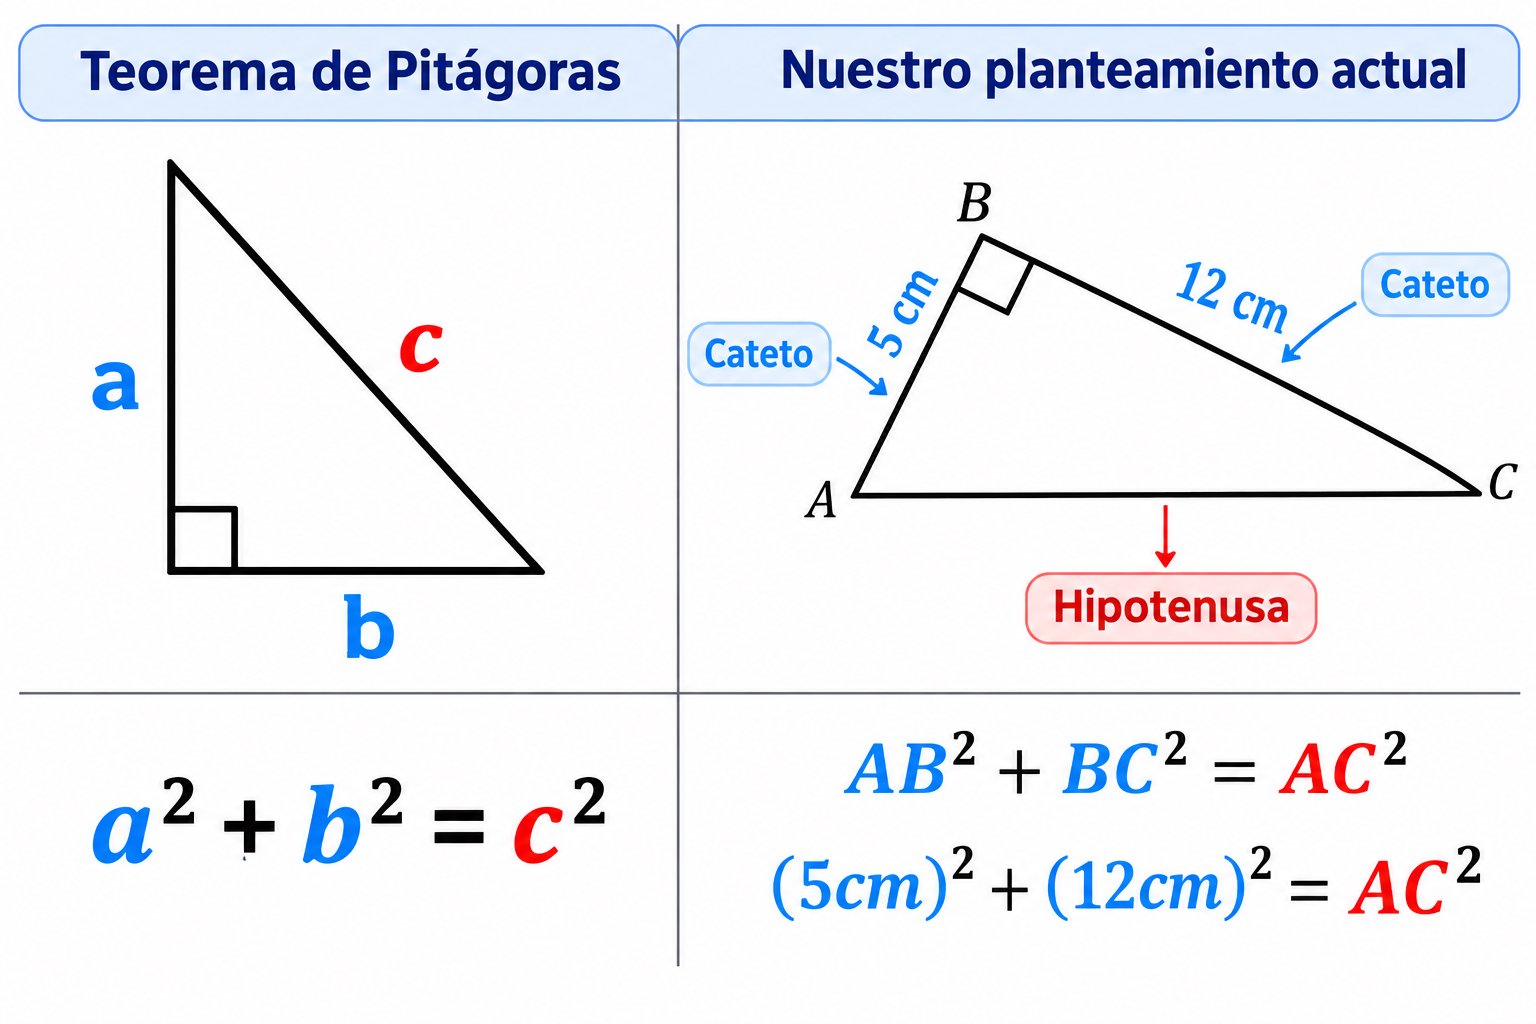 Teorema de Pitágoras
a
c
b
a² + b² = c²
Nuestro planteamiento actual
B
5 cm
12 cm
Cateto
Cateto
A
C
Hipotenusa
AB² + BC² = AC²
(5cm)² + (12cm)² = AC²